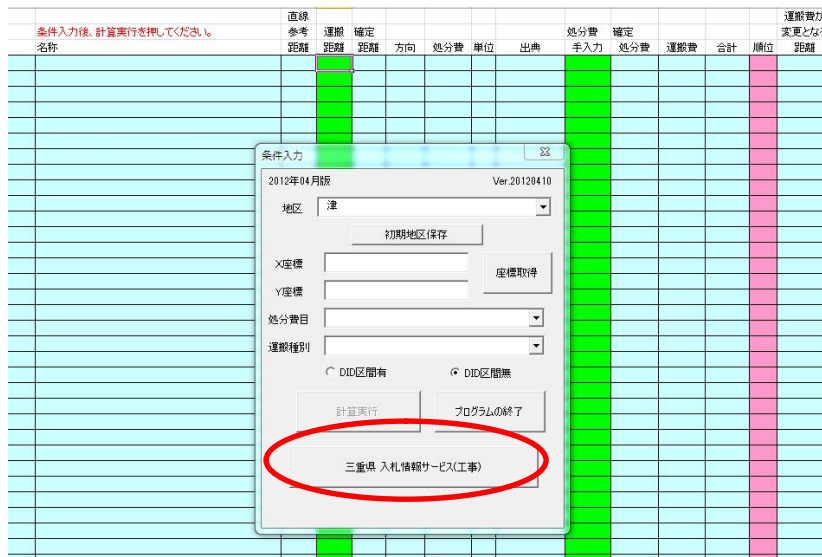 直線
運搬費が
条件入力後、計算実行を押してください。
参考 運搬 確定 処分費 確定 変更とな
名称 距離 距離 距離 方向 処分費 単位 出典 手入力 処分費 運搬費 合計 順位 距離
条件入力
2012年04月版 Ver.20120410
地区 津
初期地区保存
X座標
座標取得
Y座標
処分費目
運搬種別
DID区間有 DID区間無
計算実行 プログラムの終了
三重県 入札情報サービス(工事)